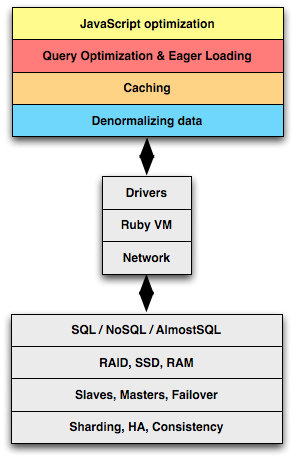 JavaScript optimization
Query Optimization & Eager Loading
Caching
Denormalizing data
Drivers
Ruby VM
Network
SQL / NoSQL / AlmostSQL
RAID, SSD, RAM
Slaves, Masters, Failover
Sharding, HA, Consistency